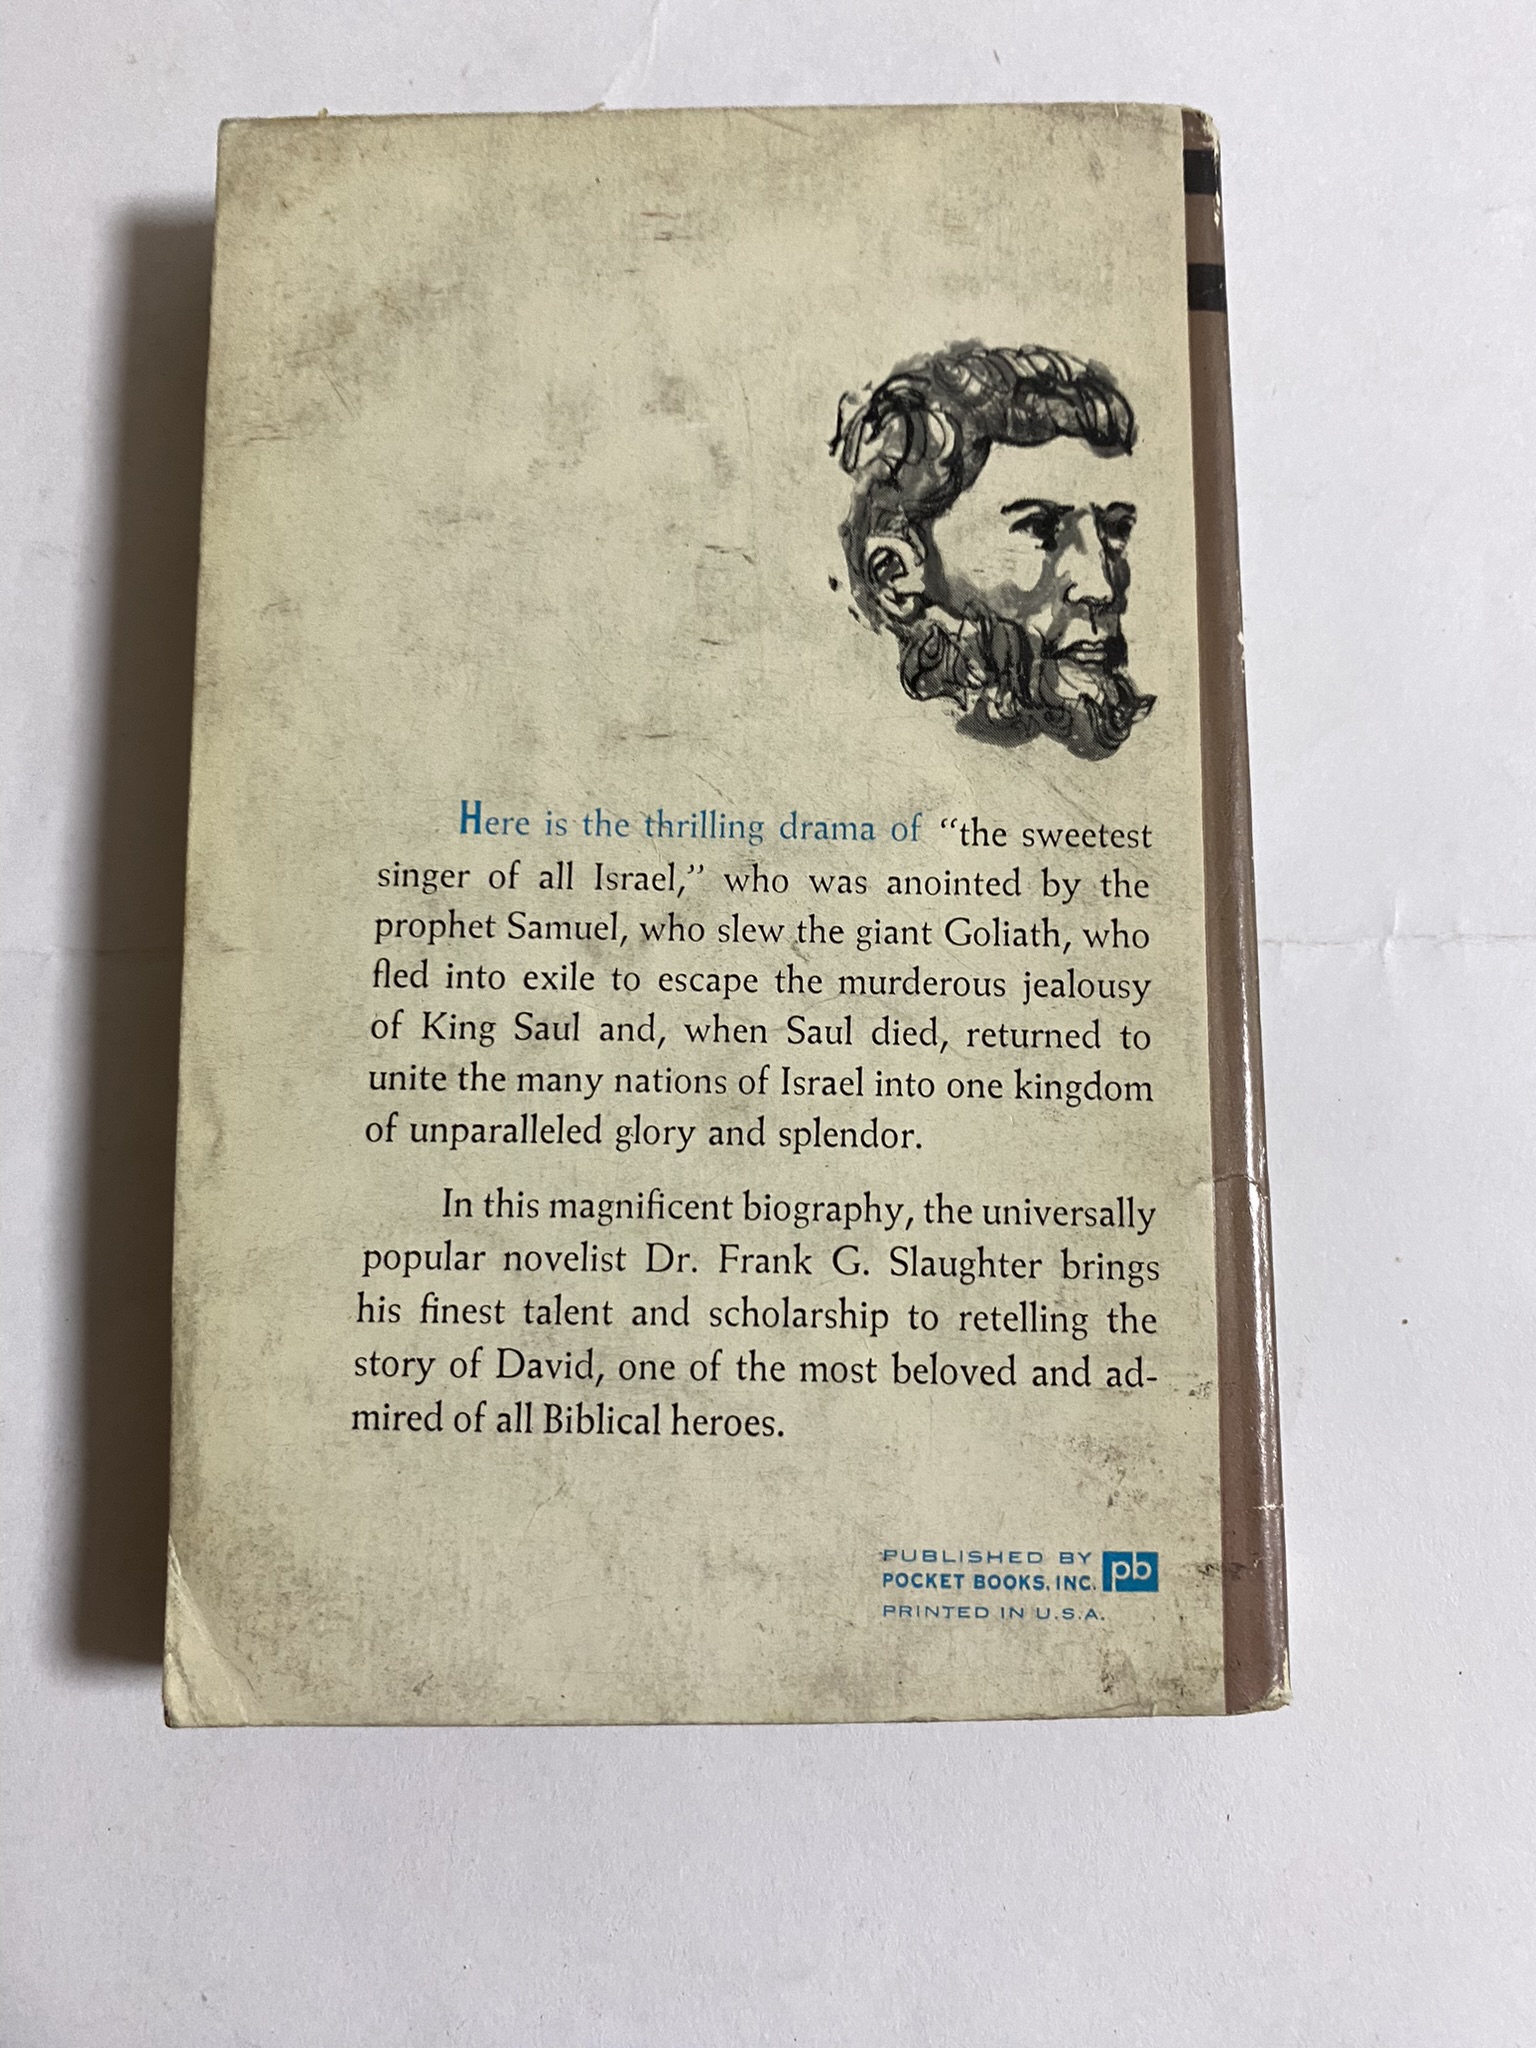 Here is the thrilling drama of “the sweetest
singer of all Israel,” who was anointed by the
prophet Samuel, who slew the giant Goliath, who
fled into exile to escape the murderous jealousy
of King Saul and, when Saul died, returned to
unite the many nations of Israel into one kingdom
of unparalleled glory and splendor.
In this magnificent biography, the universally
popular novelist Dr. Frank G. Slaughter brings
his finest talent and scholarship to retelling the
story of David, one of the most beloved and ad-
mired of all Biblical heroes.
PUBLISHED BY
POCKET BOOKS, INC. pb
PRINTED IN U.S.A.